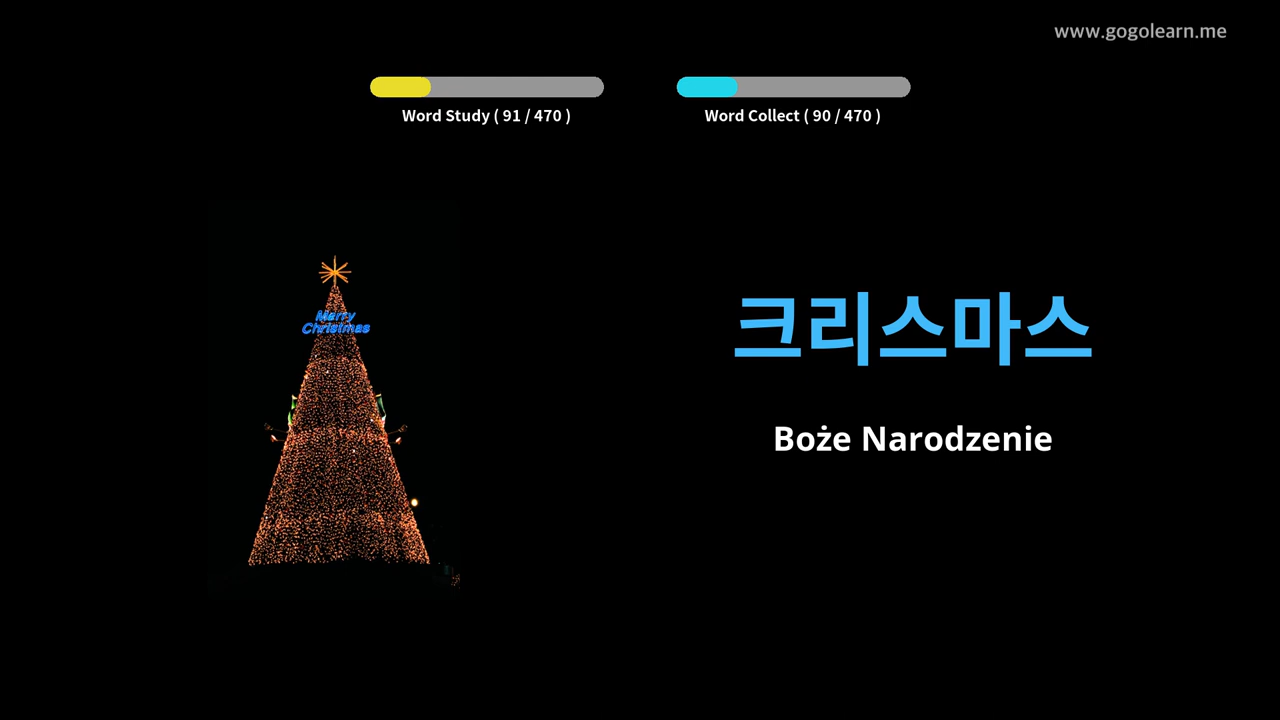 www.gogolearn.me
Word Study ( 91 / 470 )
Word Collect ( 90 / 470 )
Merry
Christmas
크리스마스
Boże Narodzenie